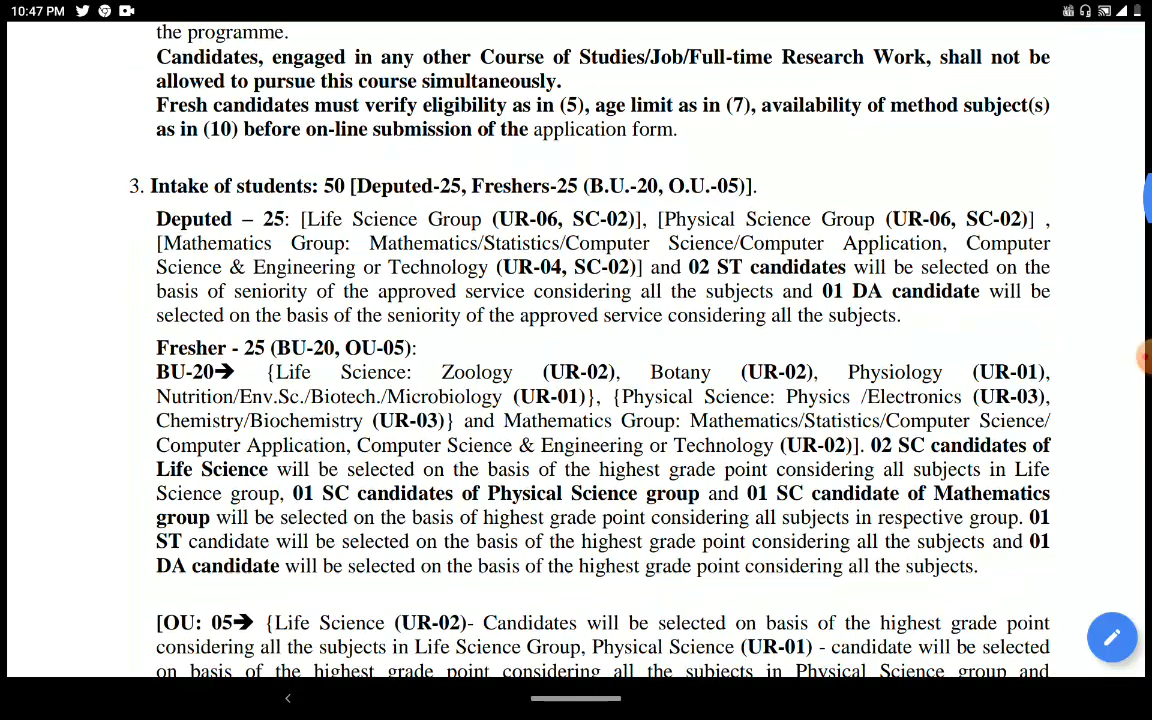 10:47 PM
the programme.
Candidates, engaged in any other Course of Studies/Job/Full-time Research Work, shall not be
allowed to pursue this course simultaneously.
Fresh candidates must verify eligibility as in (5), age limit as in (7), availability of method subject(s)
as in (10) before on-line submission of the application form.
3. Intake of students: 50 [Deputed-25, Freshers-25 (B.U.-20, O.U.-05)].
Deputed – 25: [Life Science Group (UR-06, SC-02)], [Physical Science Group (UR-06, SC-02)] ,
[Mathematics Group: Mathematics/Statistics/Computer Science/Computer Application, Computer
Science & Engineering or Technology (UR-04, SC-02)] and 02 ST candidates will be selected on the
basis of seniority of the approved service considering all the subjects and 01 DA candidate will be
selected on the basis of the seniority of the approved service considering all the subjects.
Fresher - 25 (BU-20, OU-05):
BU-20➔ {Life Science: Zoology (UR-02), Botany (UR-02), Physiology (UR-01),
Nutrition/Env.Sc./Biotech./Microbiology (UR-01)}, {Physical Science: Physics /Electronics (UR-03),
Chemistry/Biochemistry (UR-03)} and Mathematics Group: Mathematics/Statistics/Computer Science/
Computer Application, Computer Science & Engineering or Technology (UR-02)]. 02 SC candidates of
Life Science will be selected on the basis of the highest grade point considering all subjects in Life
Science group, 01 SC candidates of Physical Science group and 01 SC candidate of Mathematics
group will be selected on the basis of highest grade point considering all subjects in respective group. 01
ST candidate will be selected on the basis of the highest grade point considering all the subjects and 01
DA candidate will be selected on the basis of the highest grade point considering all the subjects.
[OU: 05➔ {Life Science (UR-02)- Candidates will be selected on basis of the highest grade point
considering all the subjects in Life Science Group, Physical Science (UR-01) - candidate will be selected
on basis of the highest grade point considering all the subjects in Physical Science group and